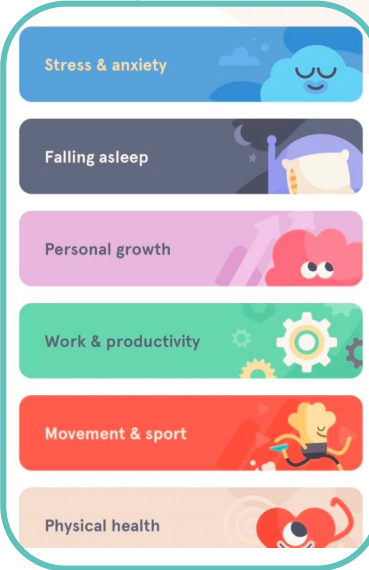 Stress & anxiety
Falling asleep
Personal growth
Work & productivity
Movement & sport
Physical health